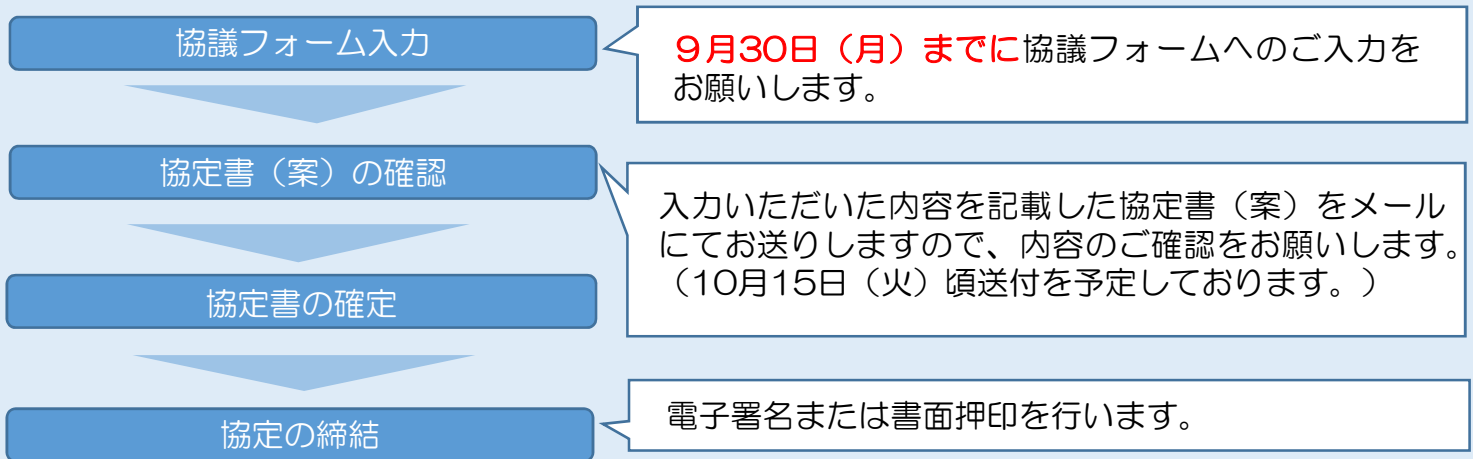 協議フォーム入力
９月30日（月）までに協議フォームへのご入力を
お願いします。
協定書（案）の確認
入力いただいた内容を記載した協定書（案）をメール
にてお送りしますので、内容のご確認をお願いします。
（10月15日（火）頃送付を予定しております。）
協定書の確定
協定の締結
電子署名または書面押印を行います。